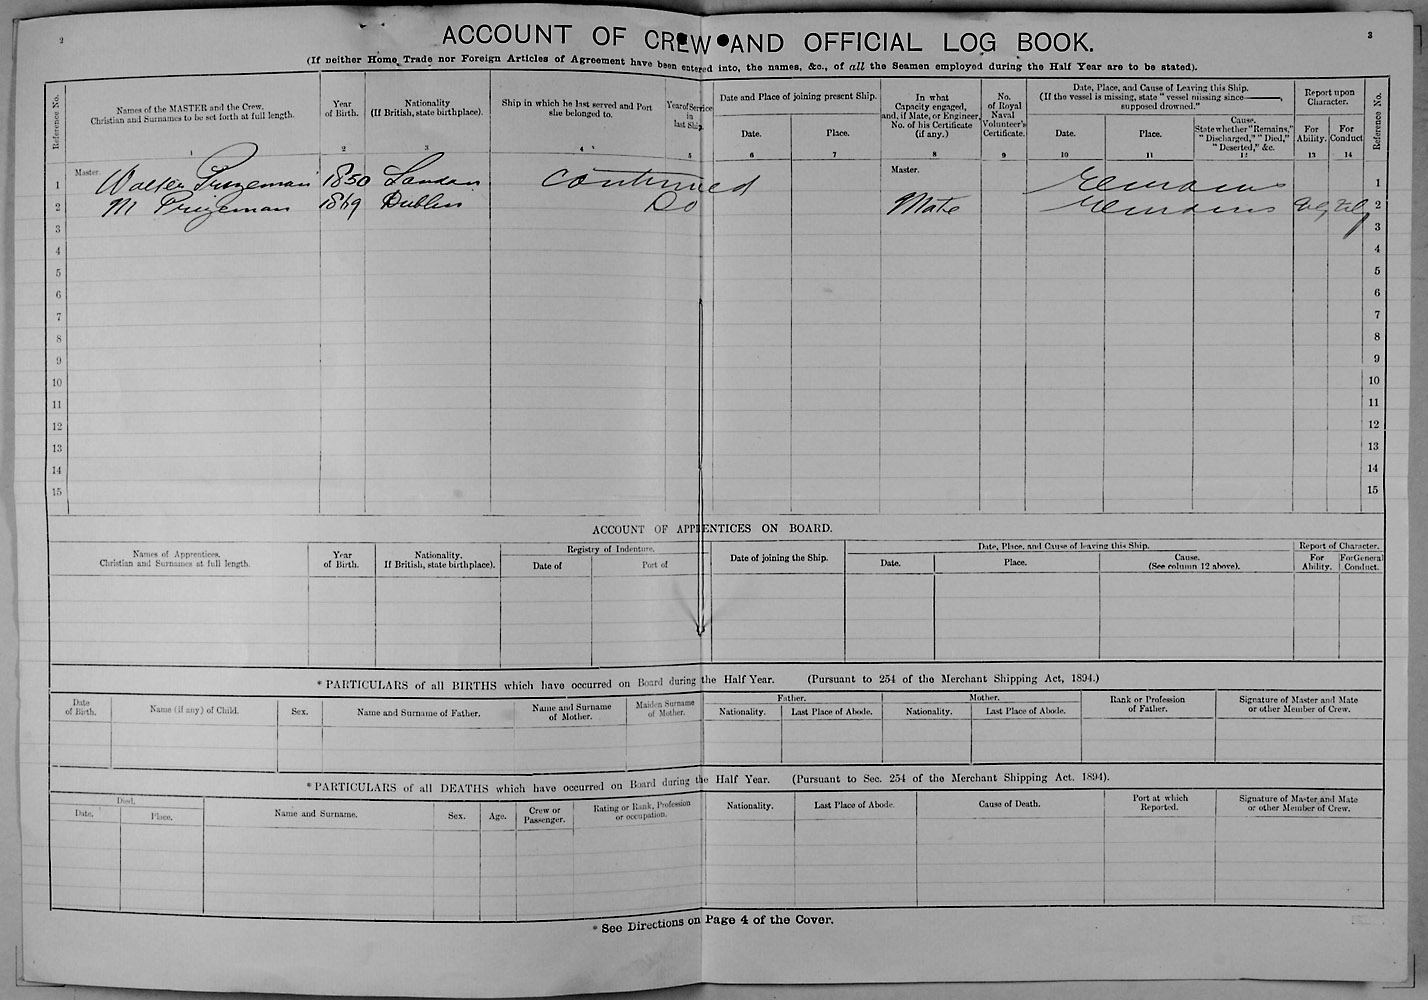 2
3
ACCOUNT OF CREW AND OFFICIAL LOG BOOK.
(If neither Home Trade nor Foreign Articles of Agreement have been entered into, the names, &c., of all the Seamen employed during the Half Year are to be stated).
Reference No.
Names of the MASTER and the Crew. Christian and Surnames to be set forth at full length.
Year of Birth.
Nationality (If British, state birthplace).
Ship in which he last served and Port she belonged to.
Year of Service in last Ship.
Date and Place of joining present Ship.
Date.
Place.
In what Capacity engaged, and, if Mate, or Engineer, No. of his Certificate (if any.)
No. of Royal Naval Volunteer's Certificate.
Date, Place, and Cause of Leaving this Ship.
(If the vessel is missing, state "vessel missing since ———, supposed drowned."
Date.
Place.
Cause. State whether "Remains," "Discharged," "Died," "Deserted," &c.
Report upon Character.
For Ability.
For Conduct
Reference No.
1 2 3 4 5 6 7 8 9 10 11 12 13 14
Master.
Master.
1 Walter 1850 London continued Remains 1
2 M 1869 Dublin Do Mate Remains 2
3 3
4 4
5 5
6 6
7 7
8 8
9 9
10 10
11 11
12 12
13 13
14 14
15 15
ACCOUNT OF APPRENTICES ON BOARD.
Names of Apprentices. Christian and Surnames at full length.
Year of Birth.
Nationality. If British, state birthplace).
Registry of Indenture.
Date of
Port of
Date of joining the Ship.
Date, Place, and Cause of leaving this Ship.
Date.
Place.
Cause. (See column 12 above).
Report of Character.
For Ability.
For General Conduct.
* PARTICULARS of all BIRTHS which have occurred on Board during the Half Year. (Pursuant to 254 of the Merchant Shipping Act, 1894.)
Date of Birth.
Name (if any) of Child.
Sex.
Name and Surname of Father.
Name and Surname of Mother.
Maiden Surname of Mother.
Father.
Nationality.
Last Place of Abode.
Mother.
Nationality.
Last Place of Abode.
Rank or Profession of Father.
Signature of Master and Mate or other Member of Crew.
* PARTICULARS of all DEATHS which have occurred on Board during the Half Year. (Pursuant to Sec. 254 of the Merchant Shipping Act. 1894).
Died.
Date.
Place.
Name and Surname.
Sex.
Age.
Crew or Passenger.
Rating or Rank, Profession or occupation.
Nationality.
Last Place of Abode.
Cause of Death.
Port at which Reported.
Signature of Master and Mate or other Member of Crew.
* See Directions on Page 4 of the Cover.